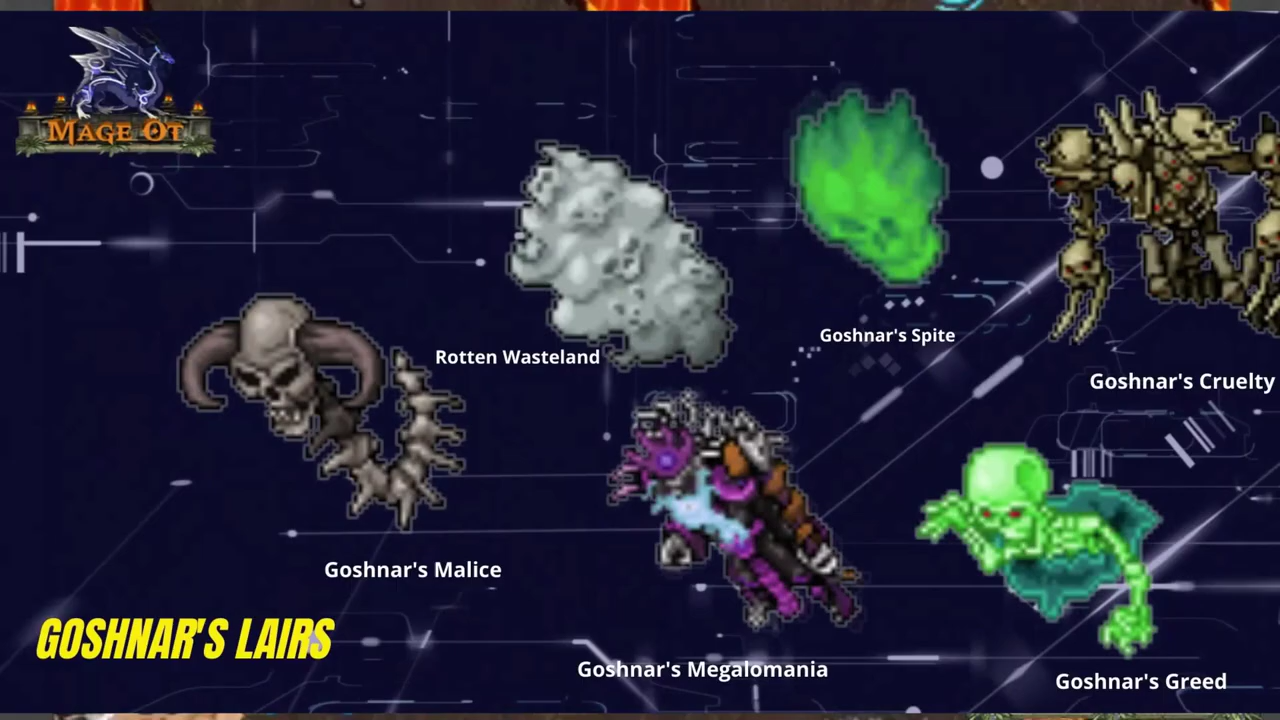 MAGE OT
Goshnar's Spite
Rotten Wasteland
Goshnar's Cruelty
Goshnar's Malice
GOSHNAR'S LAIRS
Goshnar's Megalomania
Goshnar's Greed